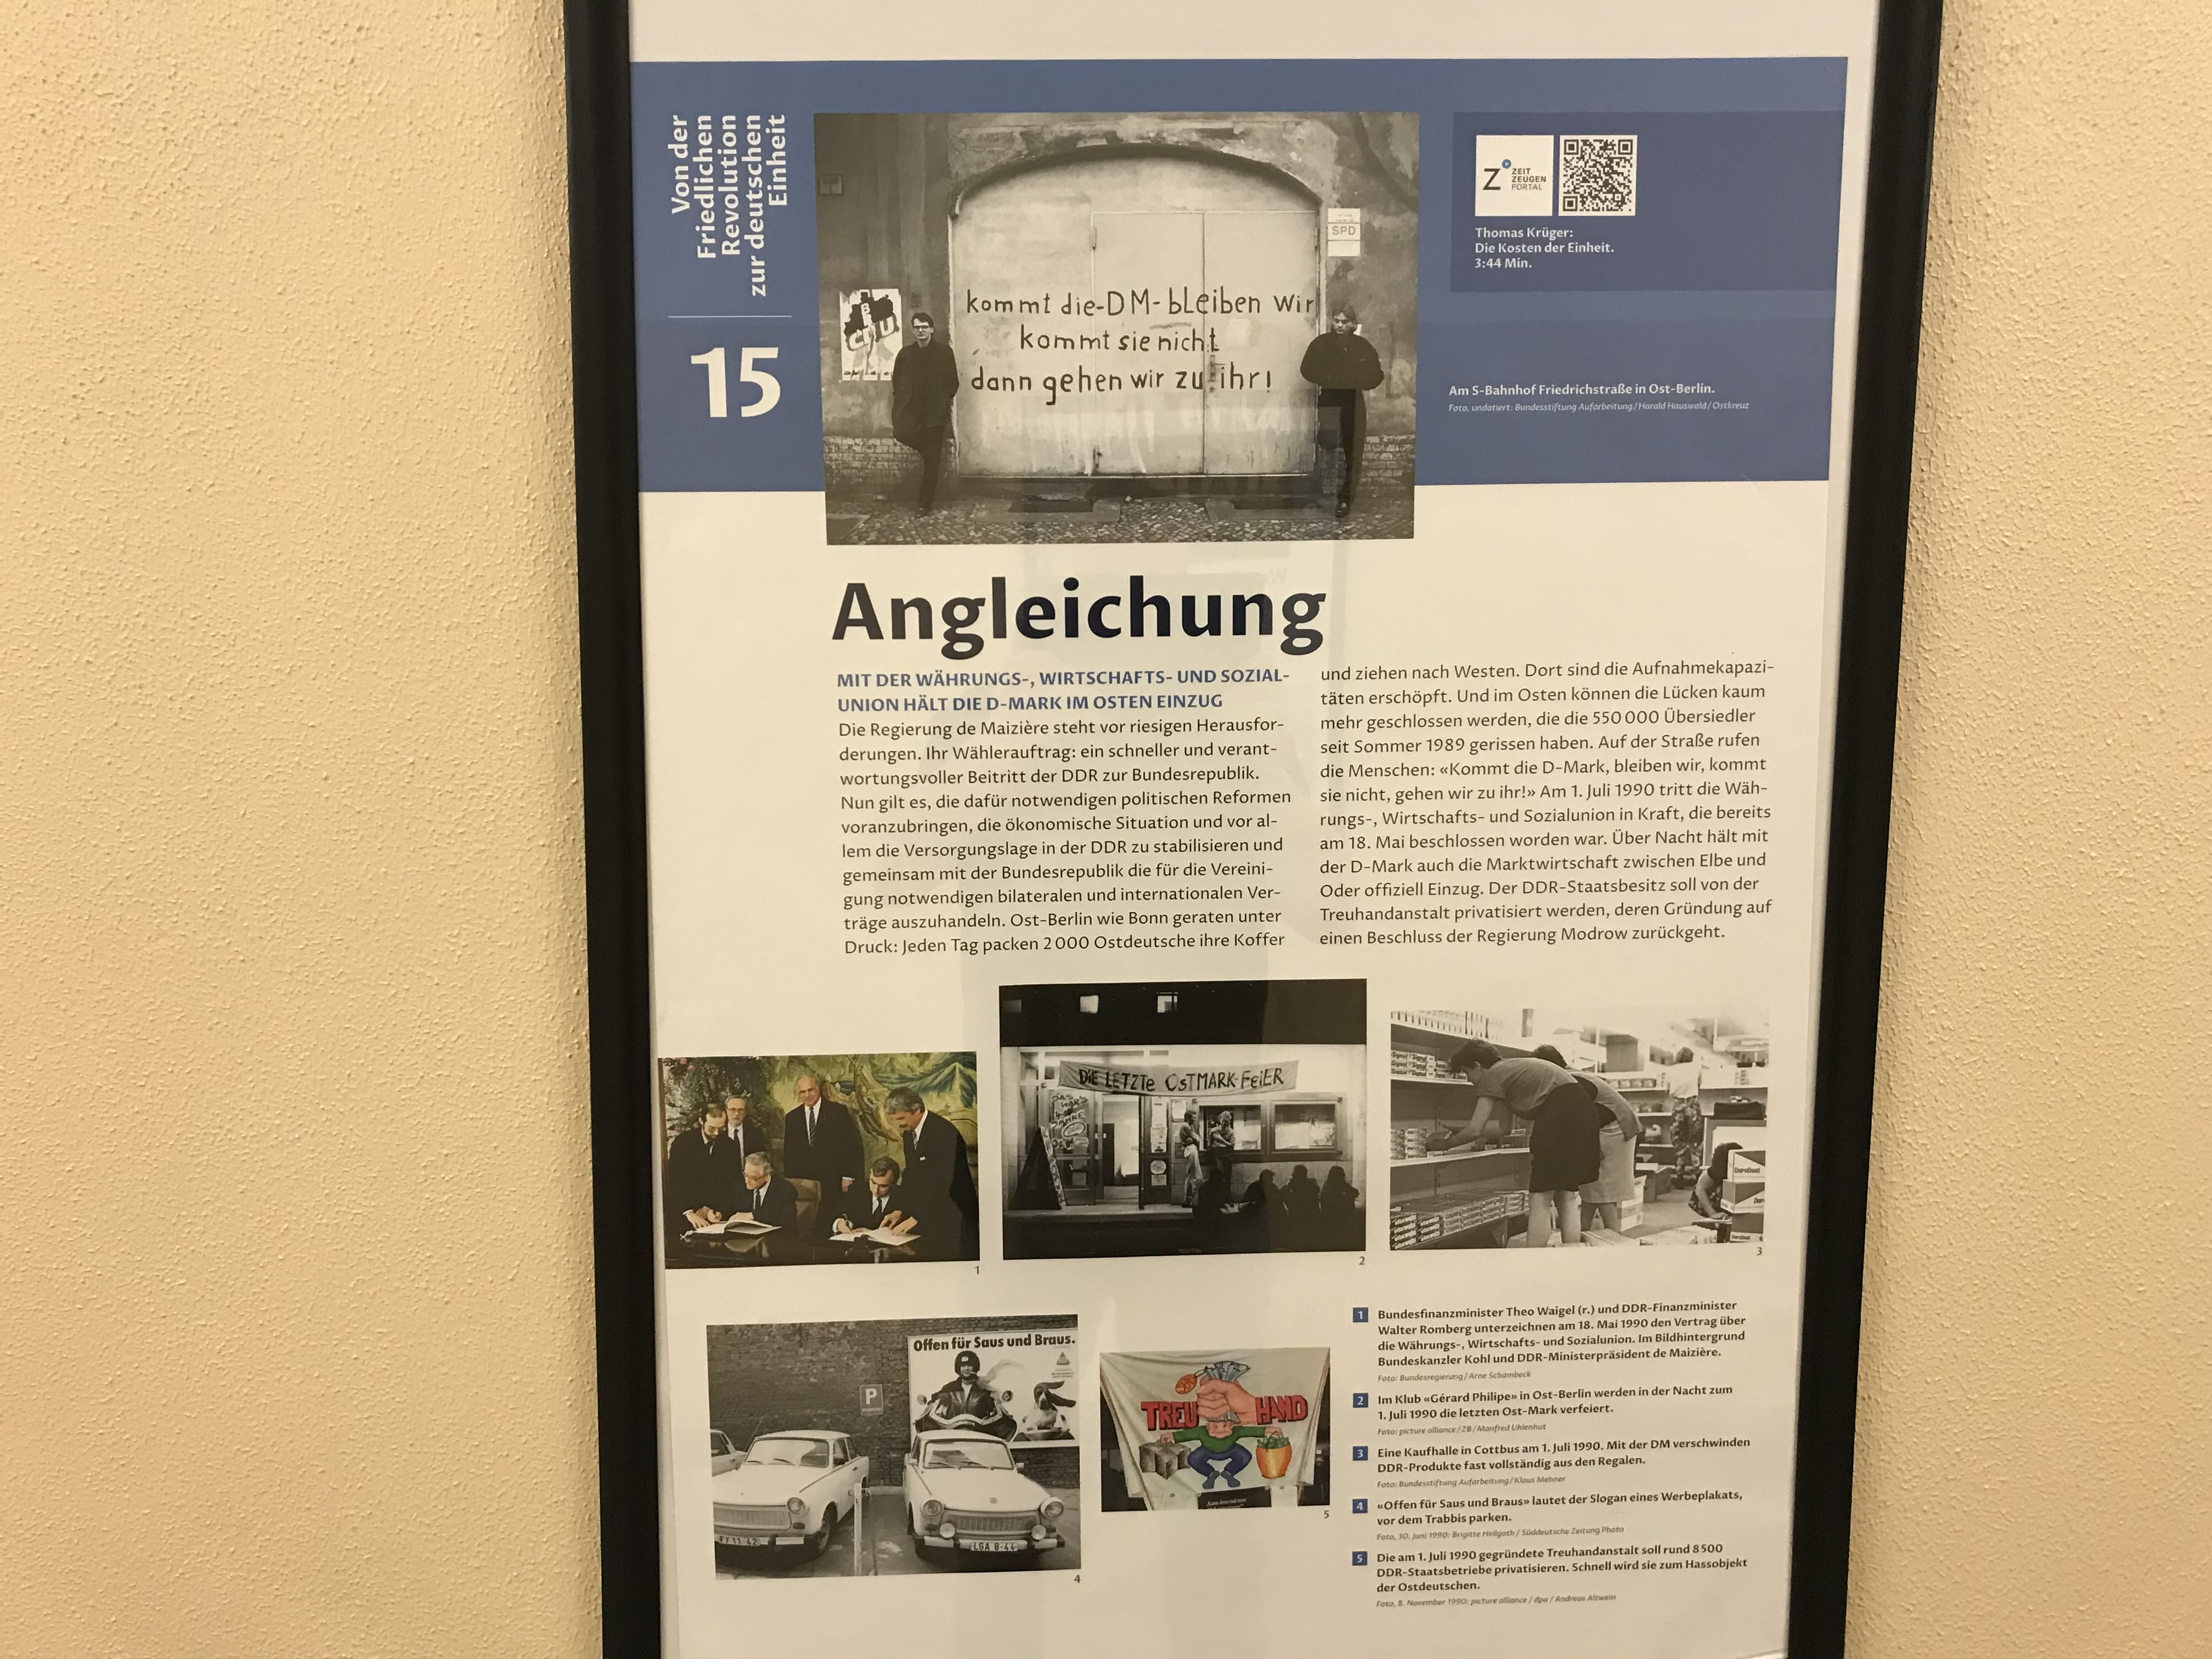 Von der
Friedlichen
Revolution
zur deutschen
Einheit
15
CDU
kommt die-DM-bLeiben wir
kommt sie nicht
dann gehen wir zu ihr!
SPD
Z
ZEIT
ZEUGEN
PORTAL
Thomas Krüger:
Die Kosten der Einheit.
3:44 Min.
Am S-Bahnhof Friedrichstraße in Ost-Berlin.
Foto, undatiert: Bundesstiftung Aufarbeitung/Harald Hauswald/Ostkreuz
Angleichung
MIT DER WÄHRUNGS-, WIRTSCHAFTS- UND SOZIAL-
UNION HÄLT DIE D-MARK IM OSTEN EINZUG
Die Regierung de Maizière steht vor riesigen Herausfor-
derungen. Ihr Wählerauftrag: ein schneller und verant-
wortungsvoller Beitritt der DDR zur Bundesrepublik.
Nun gilt es, die dafür notwendigen politischen Reformen
voranzubringen, die ökonomische Situation und vor al-
lem die Versorgungslage in der DDR zu stabilisieren und
gemeinsam mit der Bundesrepublik die für die Vereini-
gung notwendigen bilateralen und internationalen Ver-
träge auszuhandeln. Ost-Berlin wie Bonn geraten unter
Druck: Jeden Tag packen 2 000 Ostdeutsche ihre Koffer
und ziehen nach Westen. Dort sind die Aufnahmekapazi-
täten erschöpft. Und im Osten können die Lücken kaum
mehr geschlossen werden, die die 550 000 Übersiedler
seit Sommer 1989 gerissen haben. Auf der Straße rufen
die Menschen: «Kommt die D-Mark, bleiben wir, kommt
sie nicht, gehen wir zu ihr!» Am 1. Juli 1990 tritt die Wäh-
rungs-, Wirtschafts- und Sozialunion in Kraft, die bereits
am 18. Mai beschlossen worden war. Über Nacht hält mit
der D-Mark auch die Marktwirtschaft zwischen Elbe und
Oder offiziell Einzug. Der DDR-Staatsbesitz soll von der
Treuhandanstalt privatisiert werden, deren Gründung auf
einen Beschluss der Regierung Modrow zurückgeht.
1
DiE LETZTE OSTMARK-FeiER
2
3
Offen für Saus und Braus.
P
LGA 8-44
4
TREU HAND
5
1 Bundesfinanzminister Theo Waigel (r.) und DDR-Finanzminister
Walter Romberg unterzeichnen am 18. Mai 1990 den Vertrag über
die Währungs-, Wirtschafts- und Sozialunion. Im Bildhintergrund
Bundeskanzler Kohl und DDR-Ministerpräsident de Maizière.
Foto: Bundesregierung/Arne Schambeck
2 Im Klub «Gérard Philipe» in Ost-Berlin werden in der Nacht zum
1. Juli 1990 die letzten Ost-Mark verfeiert.
Foto: picture alliance/ZB/Manfred Uhlenhut
3 Eine Kaufhalle in Cottbus am 1. Juli 1990. Mit der DM verschwinden
DDR-Produkte fast vollständig aus den Regalen.
Foto: Bundesstiftung Aufarbeitung/Klaus Mehner
4 «Offen für Saus und Braus» lautet der Slogan eines Werbeplakats,
vor dem Trabbis parken.
Foto, 30. Juni 1990: Brigitte Hellgoth / Süddeutsche Zeitung Photo
5 Die am 1. Juli 1990 gegründete Treuhandanstalt soll rund 8 500
DDR-Staatsbetriebe privatisieren. Schnell wird sie zum Hassobjekt
der Ostdeutschen.
Foto, 8. November 1990: picture alliance / dpa / Andreas Altwein